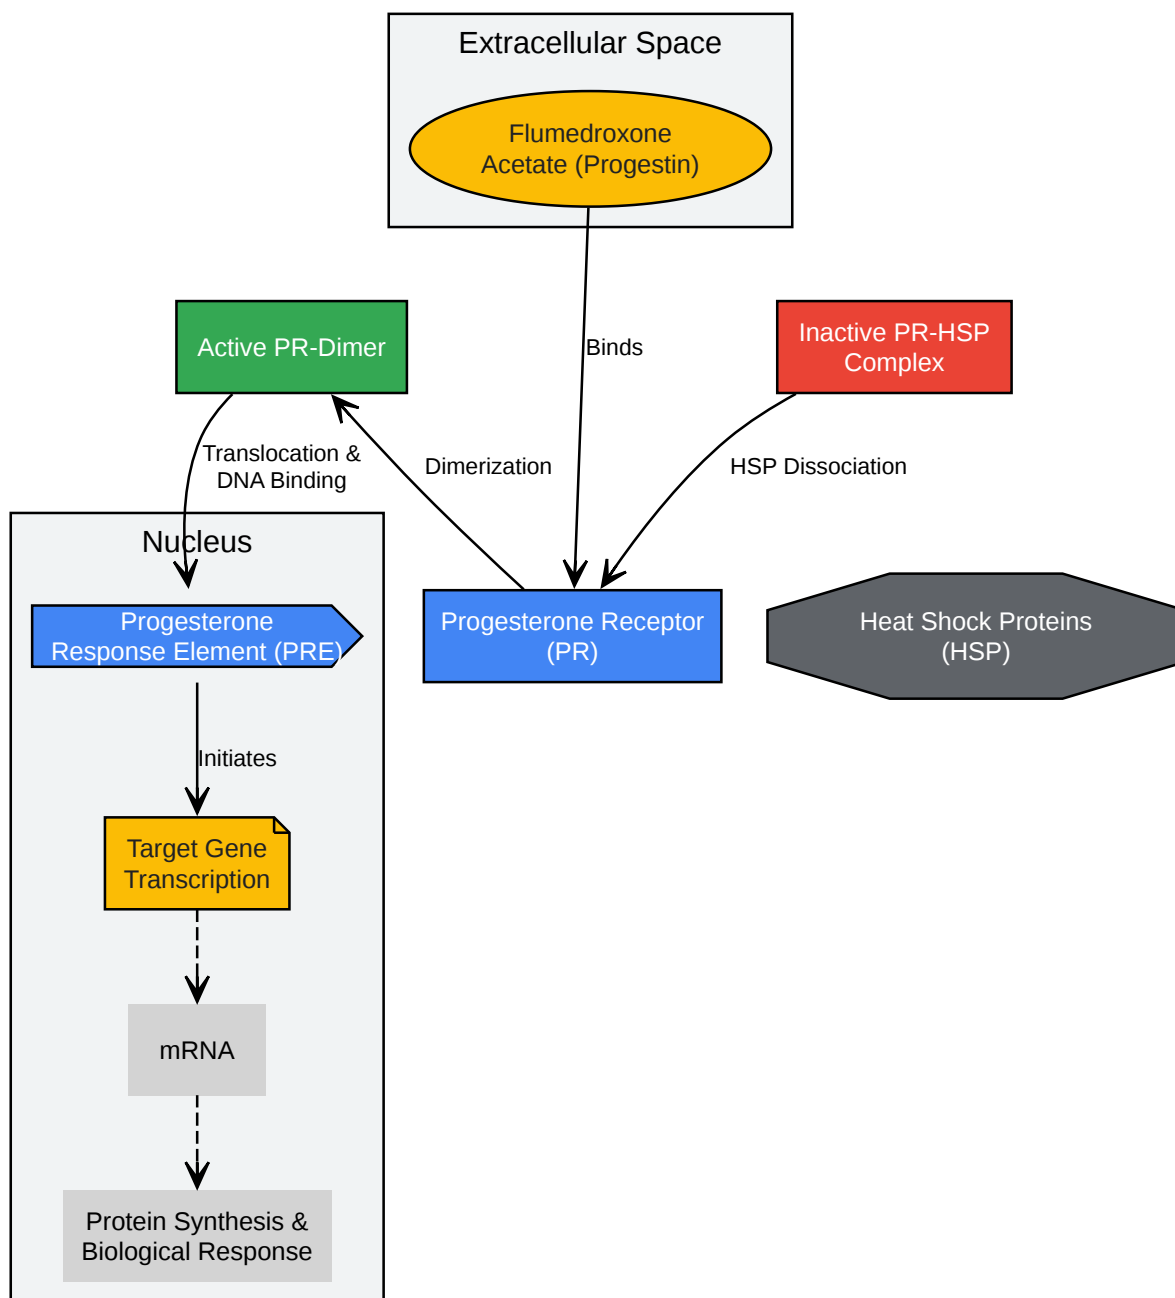 Extracellular Space
Flumedroxone
Acetate (Progestin)
Active PR-Dimer
Inactive PR-HSP
Complex
Binds
Translocation &
DNA Binding
Dimerization
HSP Dissociation
Nucleus
Progesterone
Response Element (PRE)
Progesterone Receptor
(PR)
Heat Shock Proteins
(HSP)
Initiates
Target Gene
Transcription
mRNA
Protein Synthesis &
Biological Response